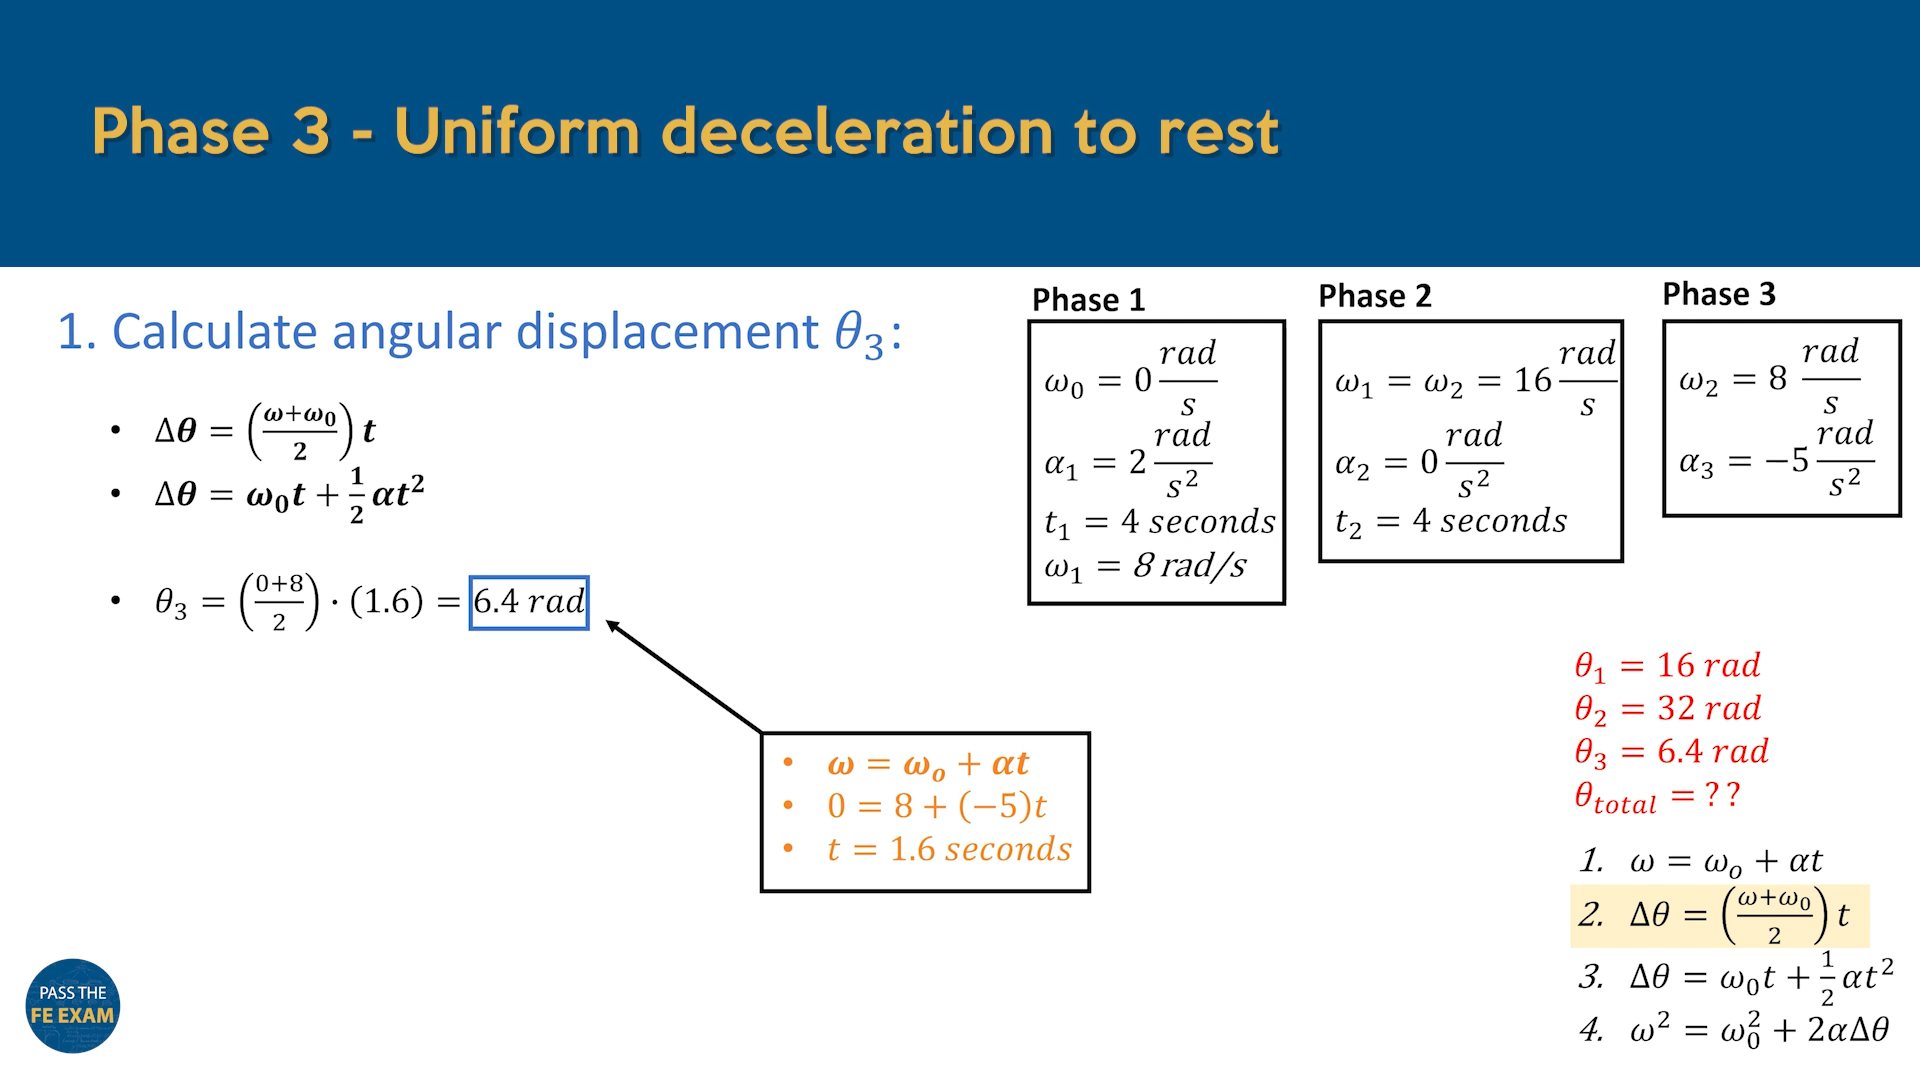 Phase 3 - Uniform deceleration to rest
1. Calculate angular displacement θ₃:
• Δθ = ((ω+ω₀)/2) t
• Δθ = ω₀t + ½ αt²
• θ₃ = ((0+8)/2) · (1.6) = 6.4 rad
• ω = ωₒ + αt
• 0 = 8 + (−5)t
• t = 1.6 seconds
Phase 1
ω₀ = 0 rad/s
α₁ = 2 rad/s²
t₁ = 4 seconds
ω₁ = 8 rad/s
Phase 2
ω₁ = ω₂ = 16 rad/s
α₂ = 0 rad/s²
t₂ = 4 seconds
Phase 3
ω₂ = 8 rad/s
α₃ = −5 rad/s²
θ₁ = 16 rad
θ₂ = 32 rad
θ₃ = 6.4 rad
θ_total = ? ?
1. ω = ωₒ + αt
2. Δθ = ((ω+ω₀)/2) t
3. Δθ = ω₀t + ½ αt²
4. ω² = ω₀² + 2αΔθ
PASS THE
FE EXAM